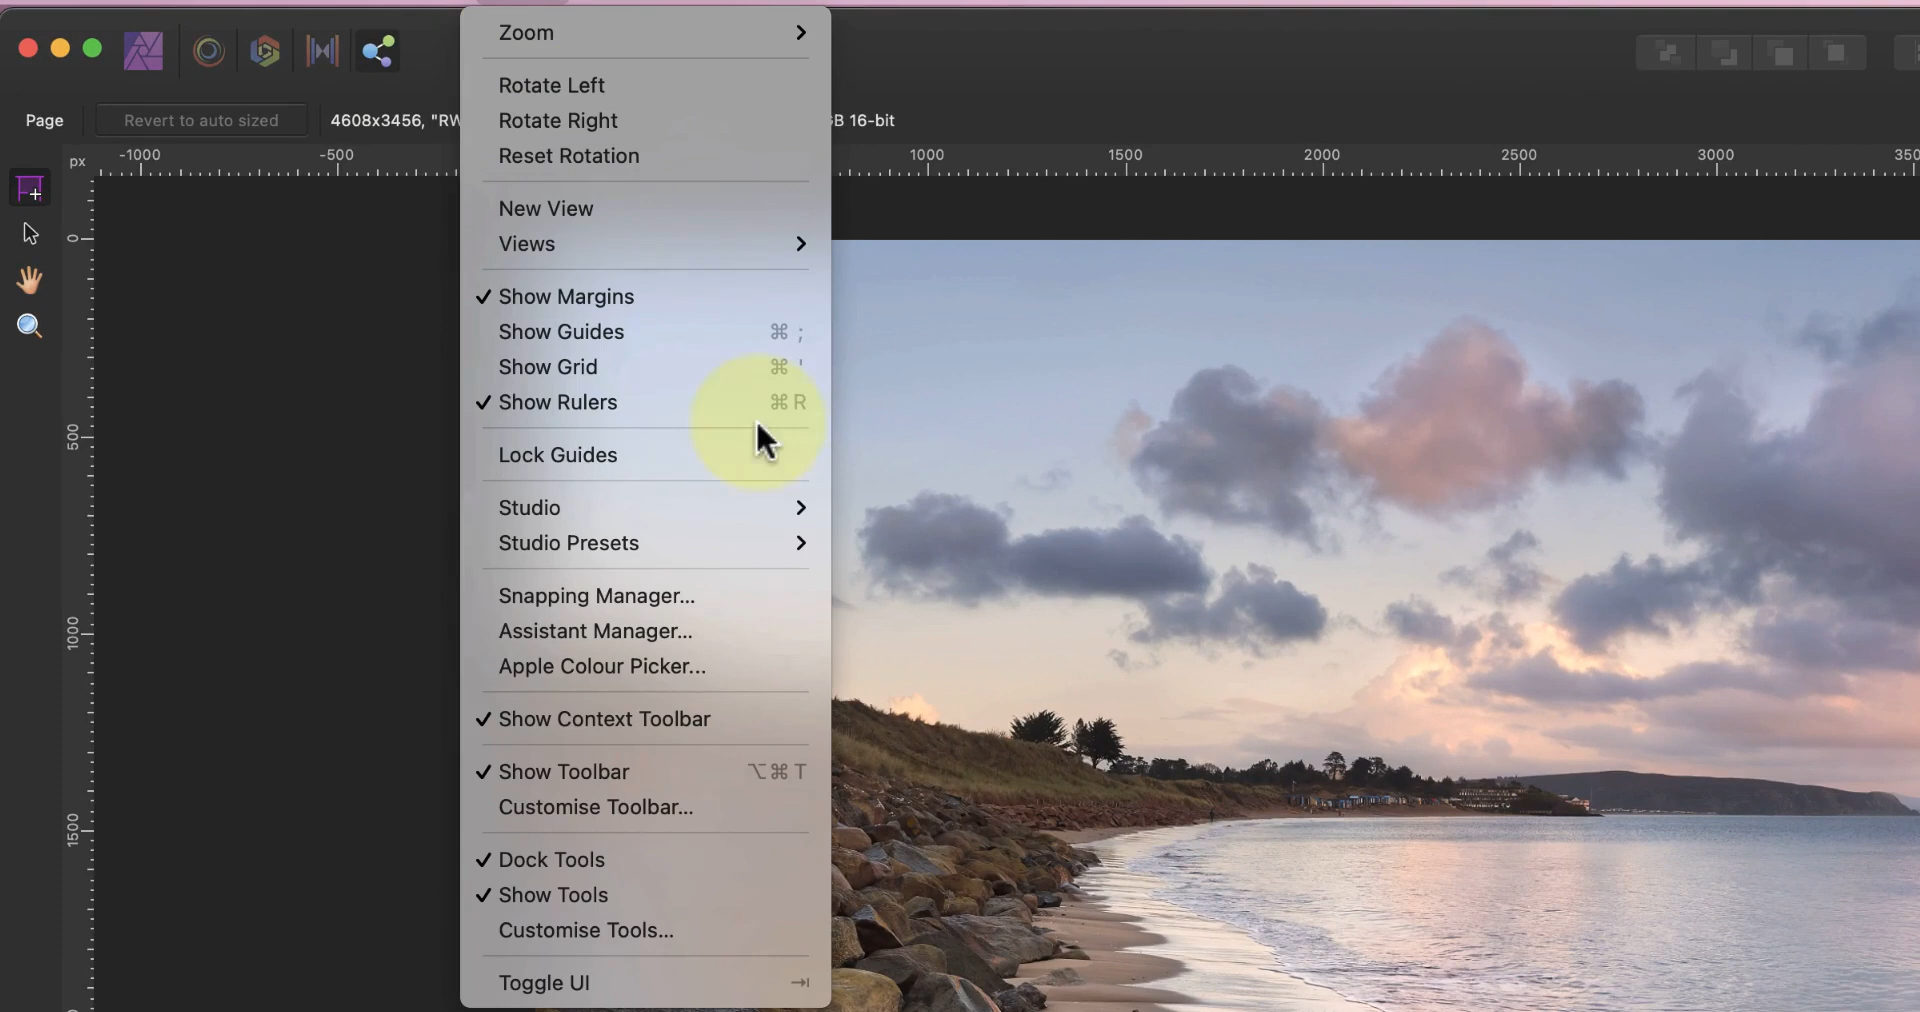 Zoom
Rotate Left
Rotate Right
Reset Rotation
New View
Views
Show Margins
Show Guides ⌘ ;
Show Grid ⌘ '
Show Rulers ⌘ R
Lock Guides
Studio
Studio Presets
Snapping Manager...
Assistant Manager...
Apple Colour Picker...
Show Context Toolbar
Show Toolbar ⌥ ⌘ T
Customise Toolbar...
Dock Tools
Show Tools
Customise Tools...
Toggle UI ⇥
Page Revert to auto sized 4608x3456, "RW B 16-bit
px -1000 -500 1000 1500 2000 2500 3000 350
0
500
1000
1500